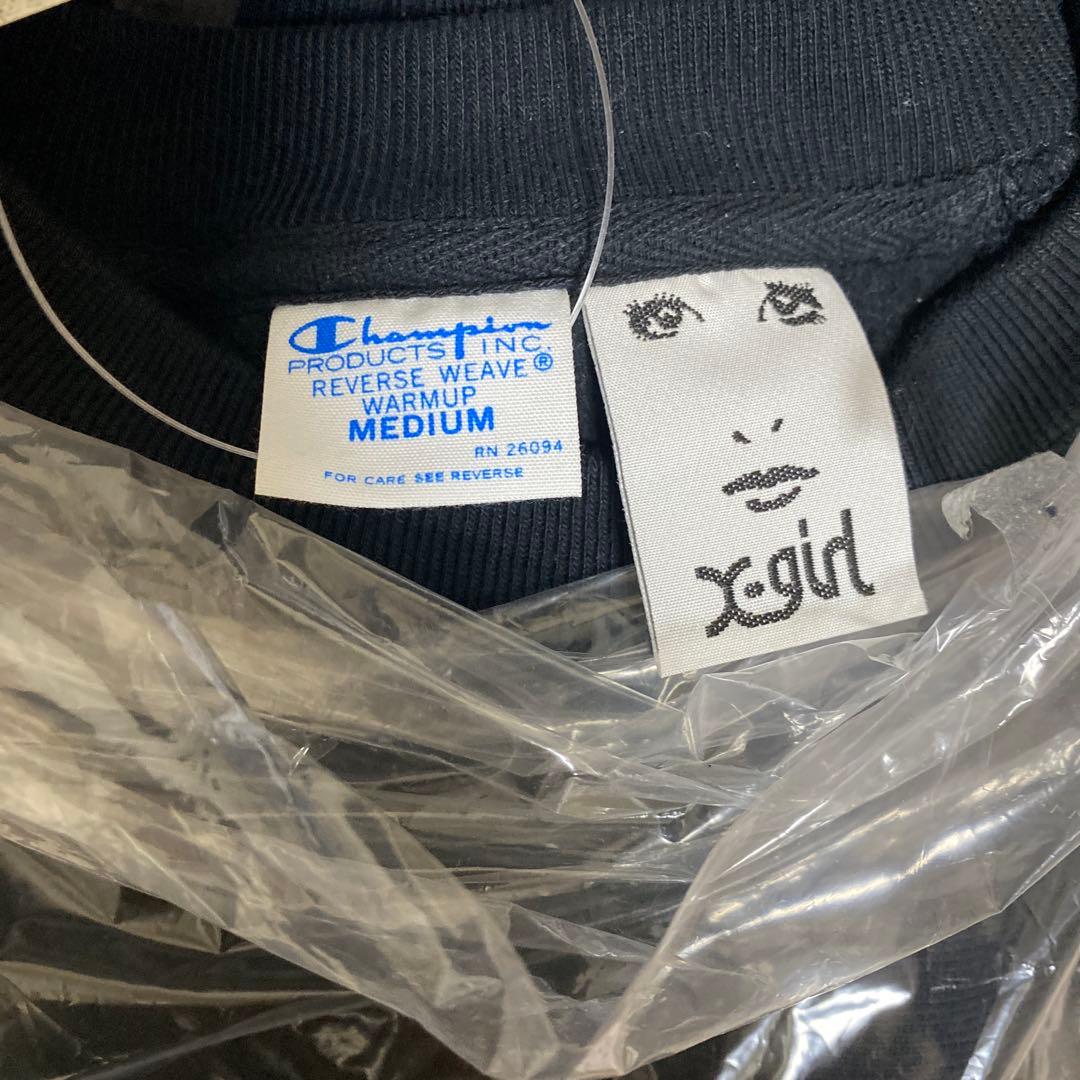 Champion
PRODUCTS INC.
REVERSE WEAVE®
WARMUP
MEDIUM
RN 26094
FOR CARE SEE REVERSE
X-girl